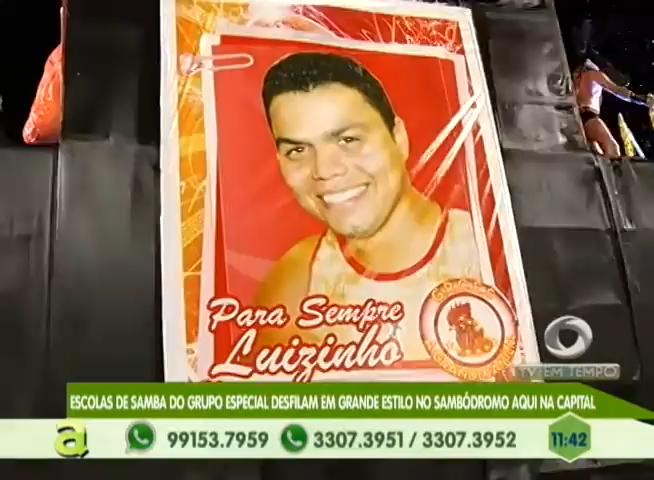 Para Sempre
Luizinho
TV EM TEMPO
ESCOLAS DE SAMBA DO GRUPO ESPECIAL DESFILAM EM GRANDE ESTILO NO SAMBÓDROMO AQUI NA CAPITAL
a 99153.7959 3307.3951 / 3307.3952 11:42